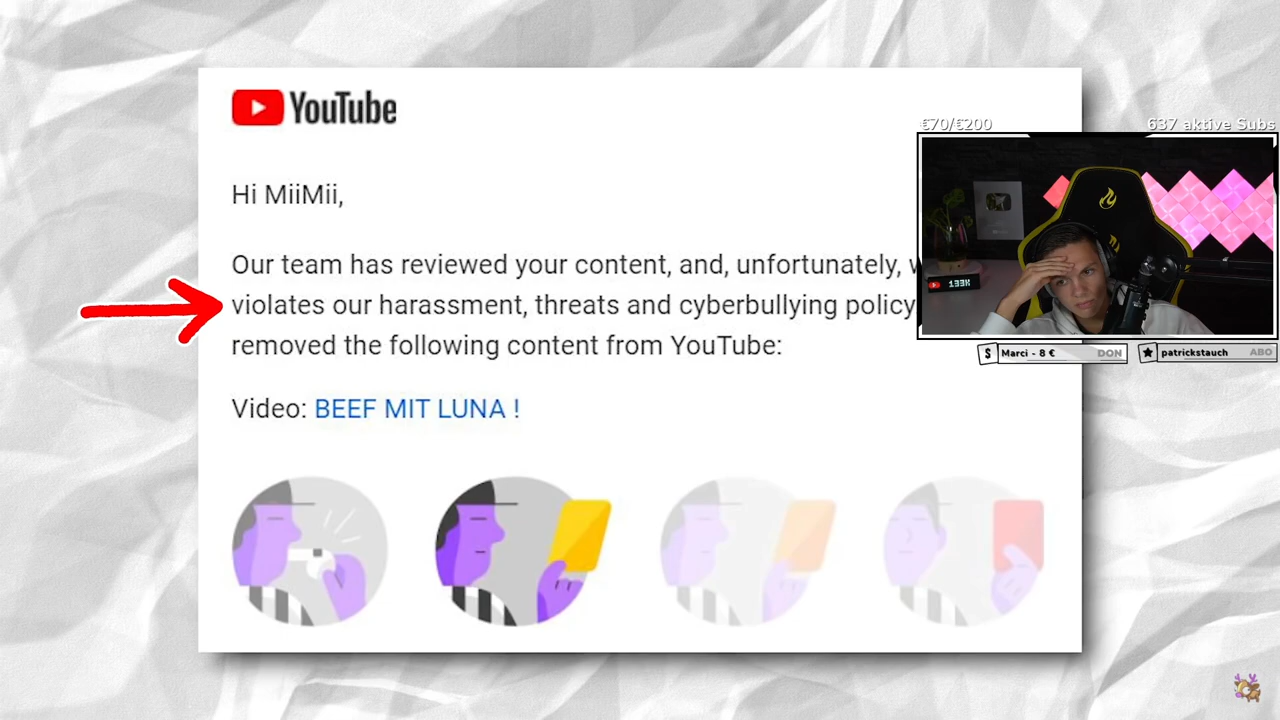 YouTube
€70/€200
637 aktive Subs
Hi MiiMii,
Our team has reviewed your content, and, unfortunately,
violates our harassment, threats and cyberbullying policy
133K
removed the following content from YouTube:
$ Marci - 8 € DON
patrickstauch ABO
Video: BEEF MIT LUNA !